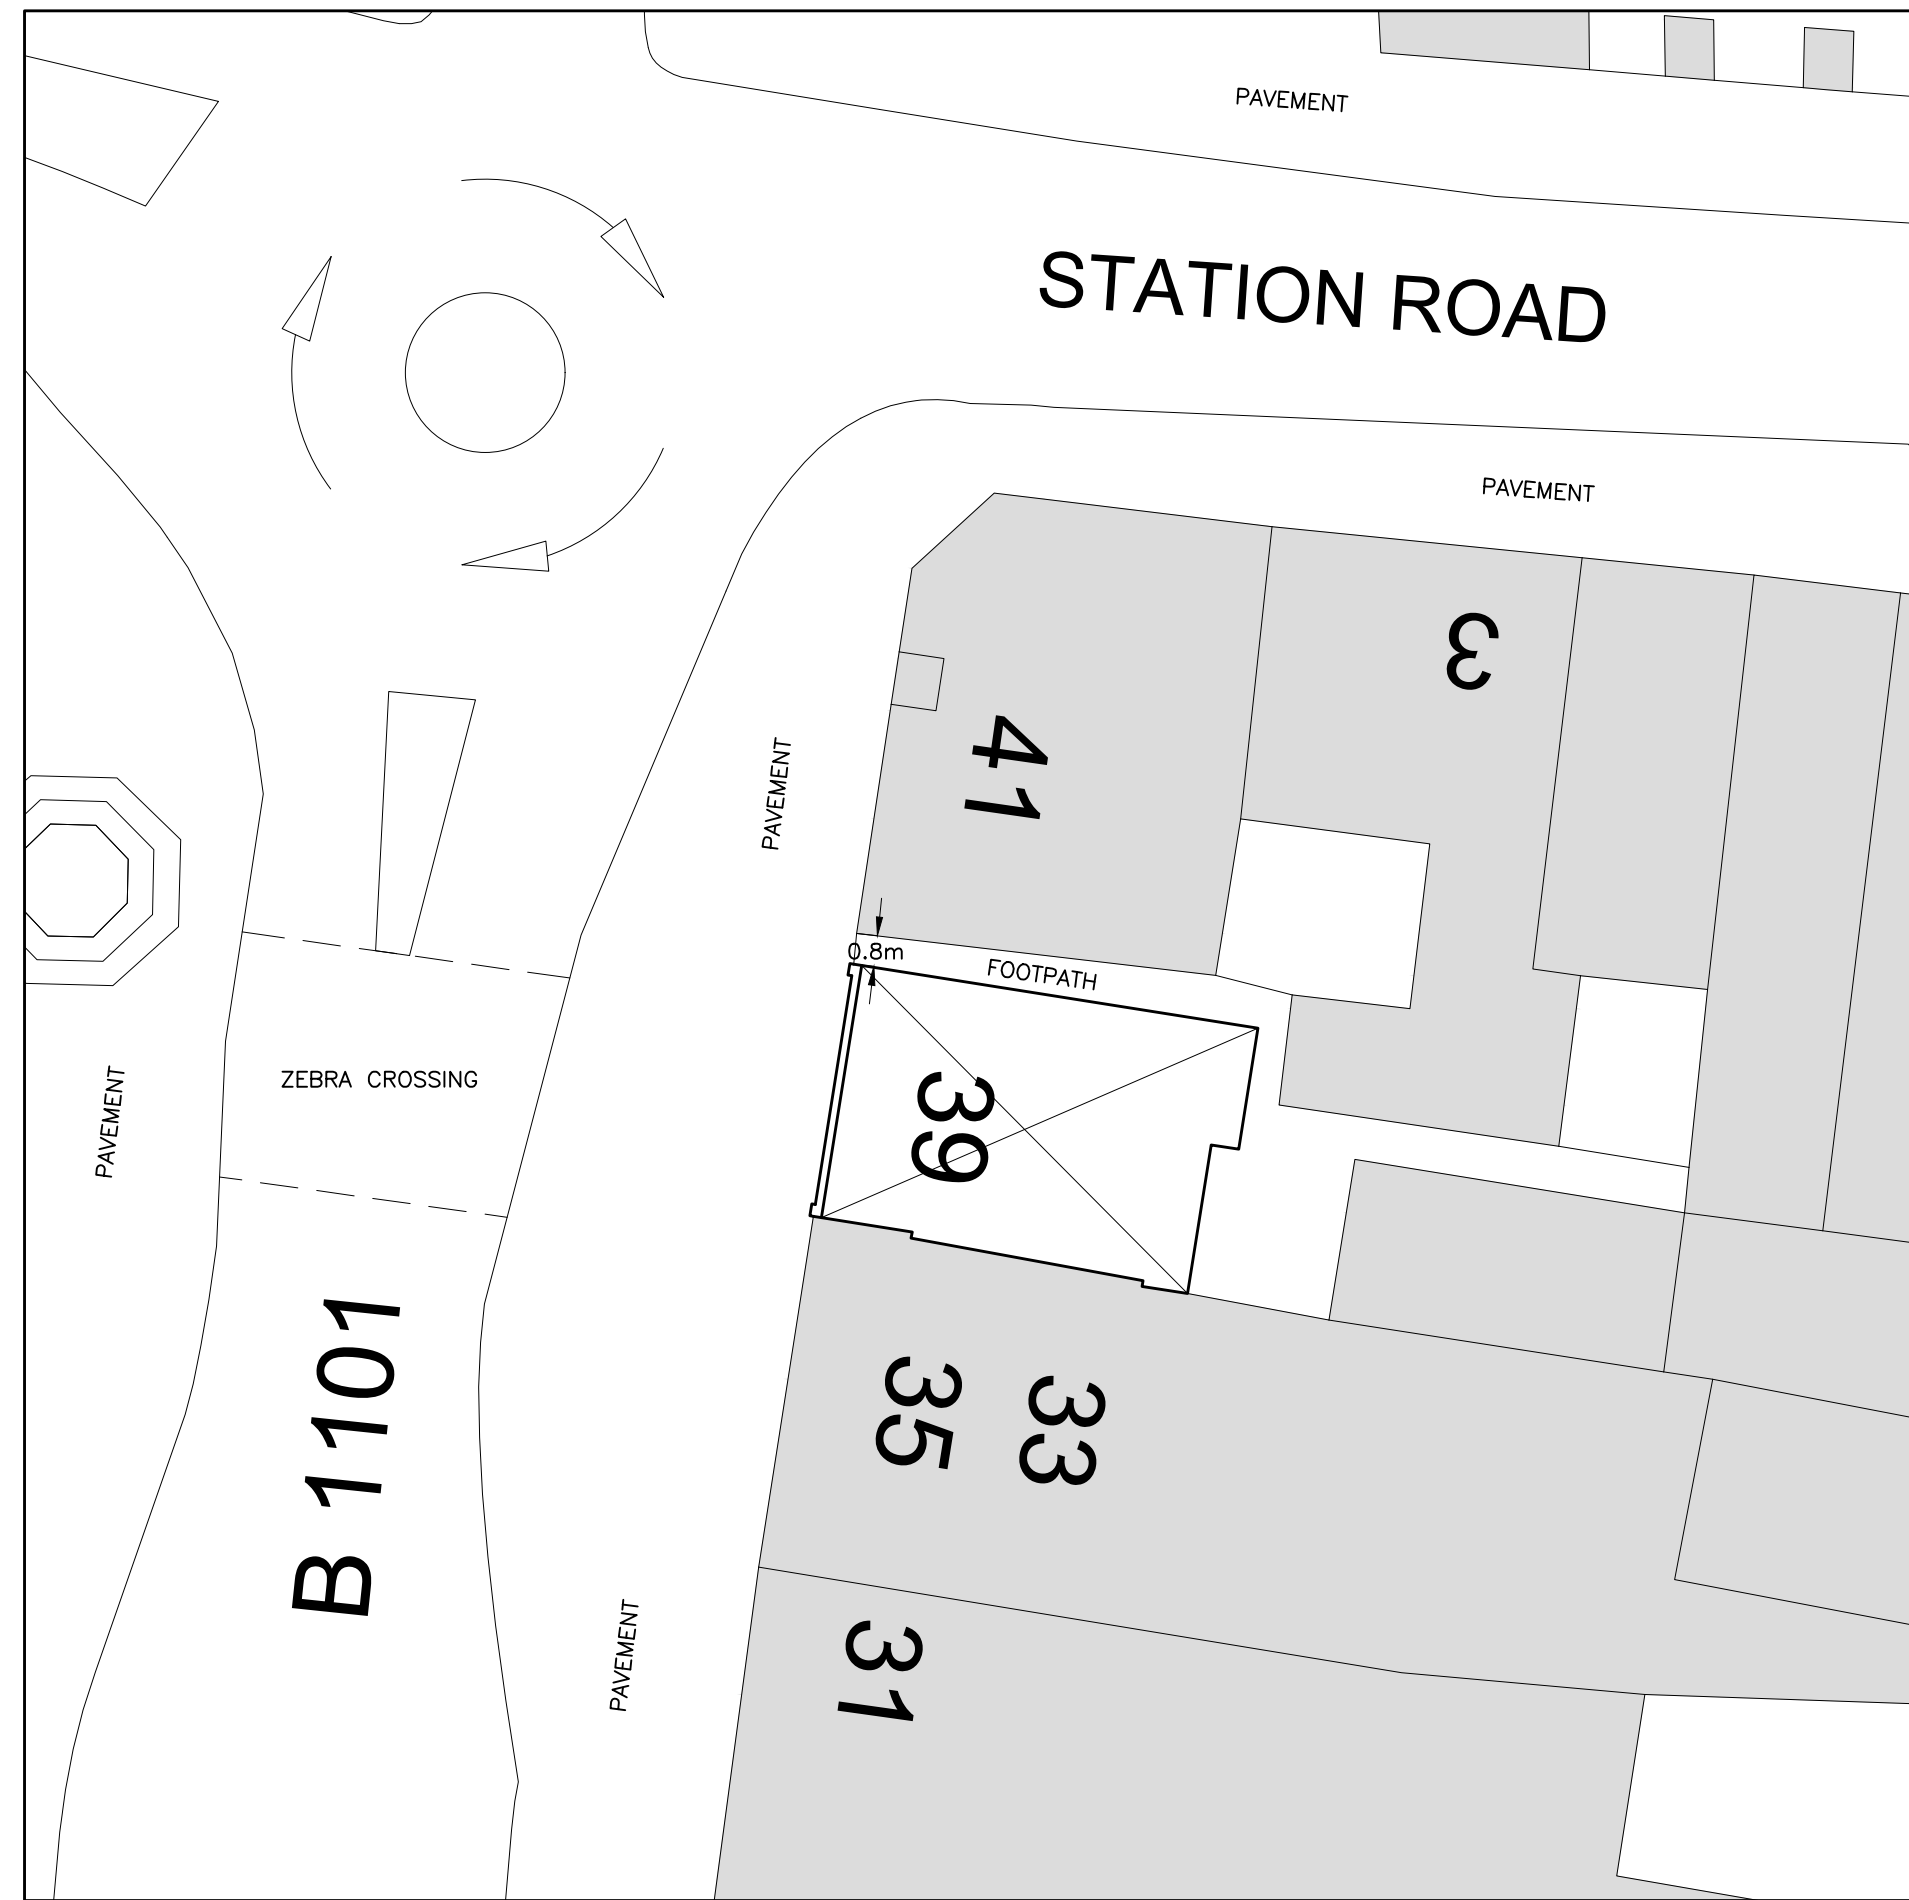 PAVEMENT
STATION ROAD
PAVEMENT
3
41
PAVEMENT
0.8m
FOOTPATH
39
ZEBRA CROSSING
PAVEMENT
B 1101
35
33
PAVEMENT
31